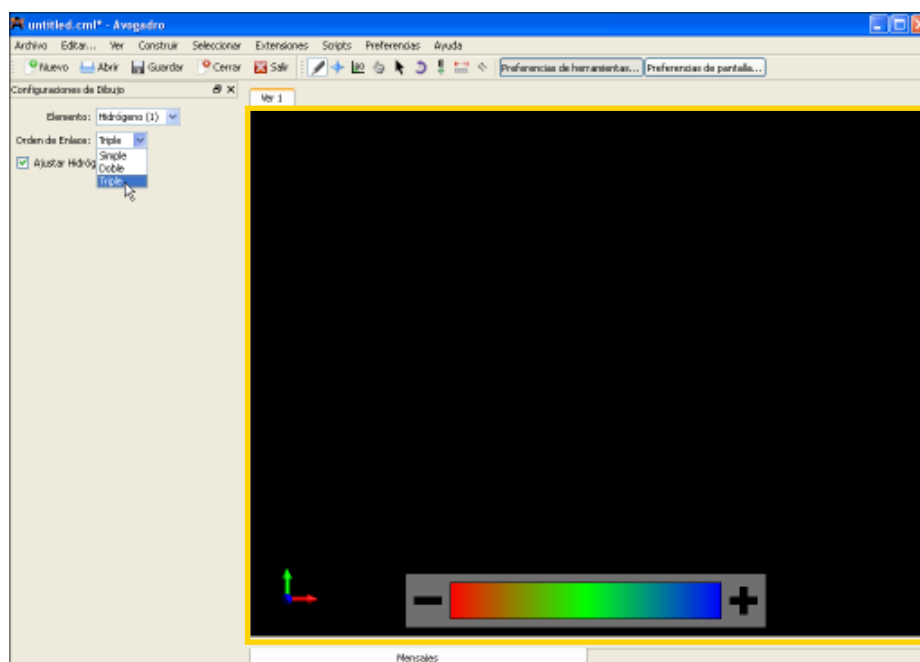 untitled.cml* - Avogadro
Archivo Editar... Ver Construir Seleccionar Extensiones Scripts Preferencias Ayuda
Nuevo Abrir Guardar Cerrar Salir Preferencias de herramientas... Preferencias de pantalla...
Configuraciones de Dibujo
Ver 1
Elemento: Hidrógeno (1)
Orden de Enlace: Triple
Simple
Ajustar Hidróg
Doble
Triple
Mensajes